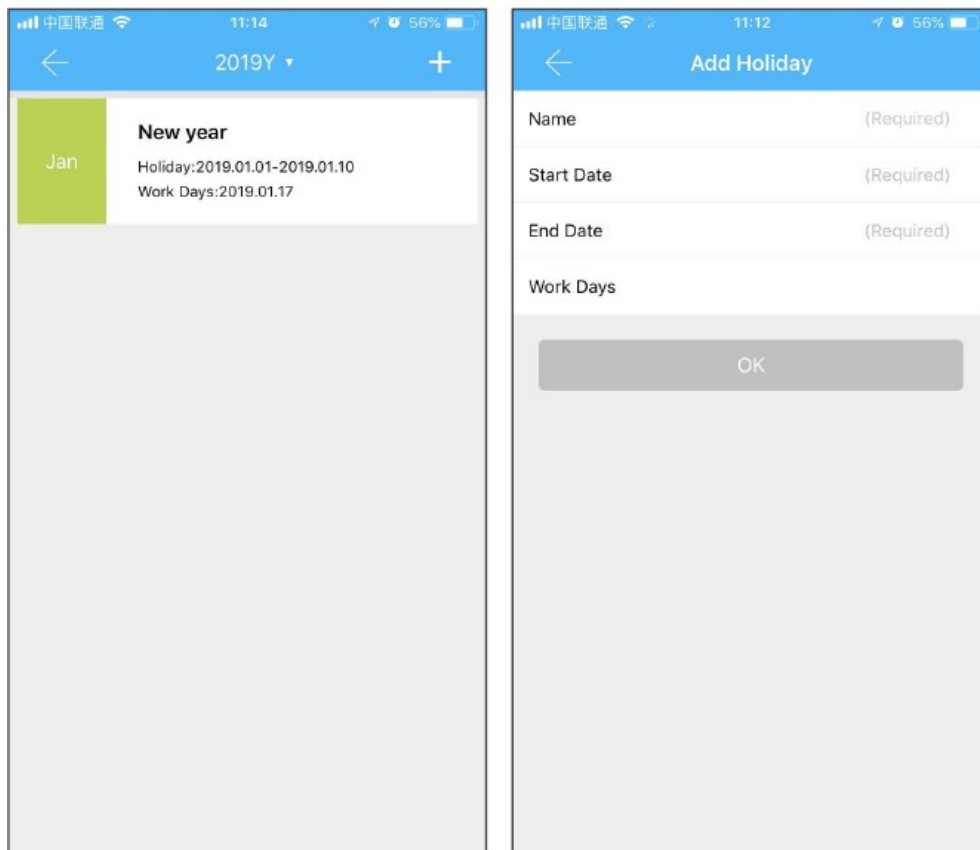 中国联通 11:14 56%
2019Y
Jan
New year
Holiday:2019.01.01-2019.01.10
Work Days:2019.01.17
中国联通 11:12 56%
Add Holiday
Name (Required)
Start Date (Required)
End Date (Required)
Work Days
OK